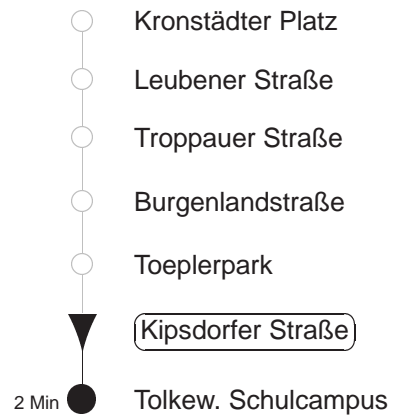 Kronstädter Platz
Leubener Straße
Troppauer Straße
Burgenlandstraße
Toeplerpark
Kipsdorfer Straße
2 Min Tolkew. Schulcampus